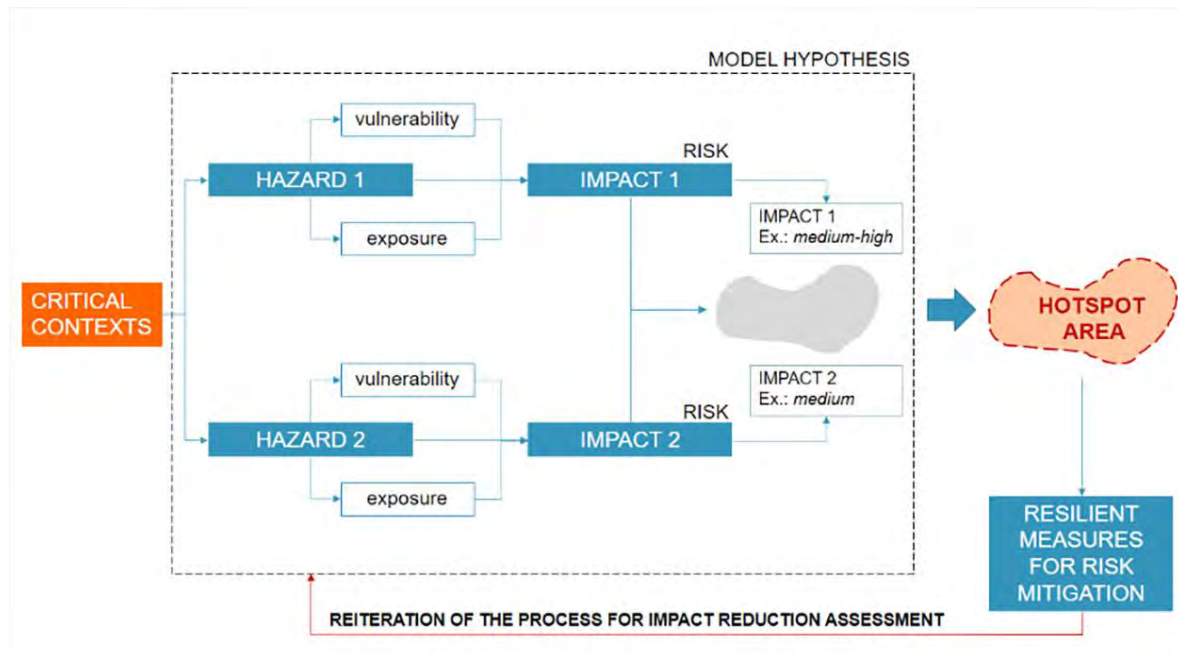 MODEL HYPOTHESIS
vulnerability
RISK
HAZARD 1
IMPACT 1
IMPACT 1
Ex.: medium-high
exposure
CRITICAL
CONTEXTS
HOTSPOT
AREA
vulnerability
IMPACT 2
Ex.: medium
RISK
HAZARD 2
IMPACT 2
exposure
RESILIENT
MEASURES
FOR RISK
MITIGATION
REITERATION OF THE PROCESS FOR IMPACT REDUCTION ASSESSMENT